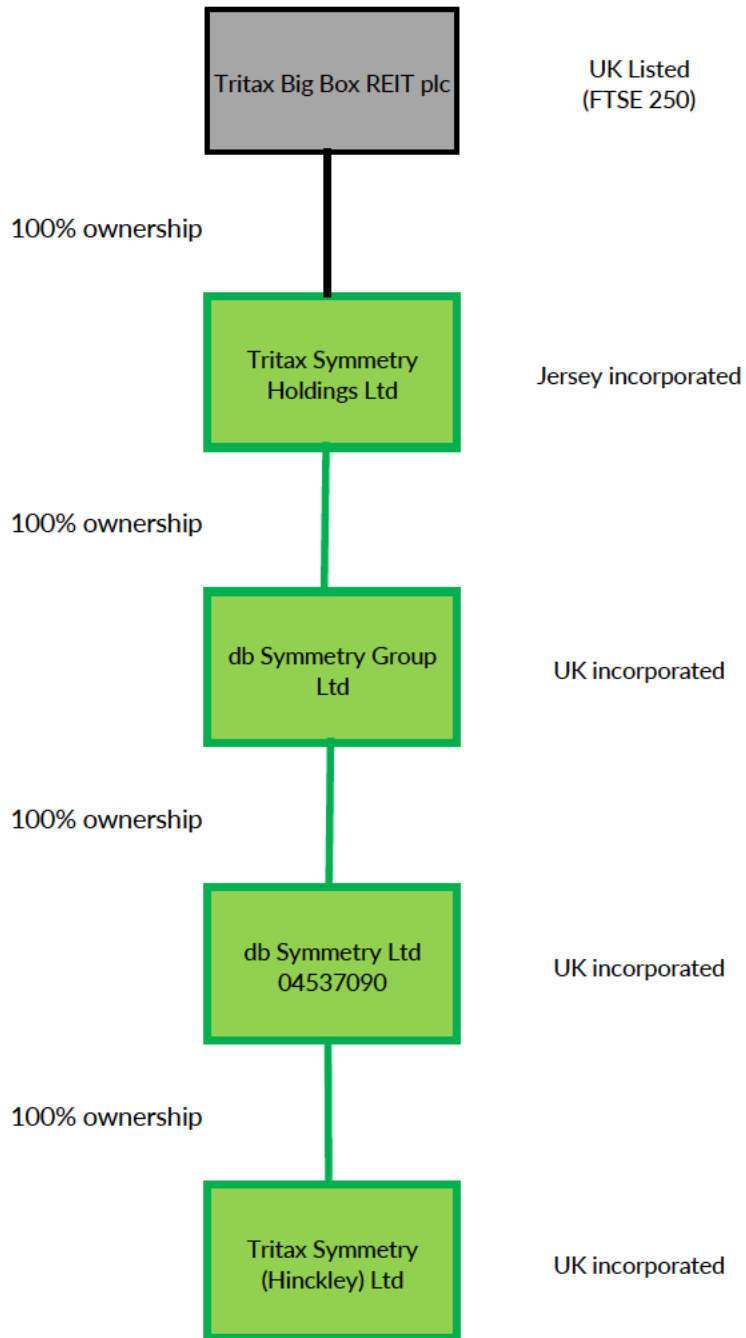 Tritax Big Box REIT plc
UK Listed
(FTSE 250)
100% ownership
Tritax Symmetry
Holdings Ltd
Jersey incorporated
100% ownership
db Symmetry Group
Ltd
UK incorporated
100% ownership
db Symmetry Ltd
04537090
UK incorporated
100% ownership
Tritax Symmetry
(Hinckley) Ltd
UK incorporated